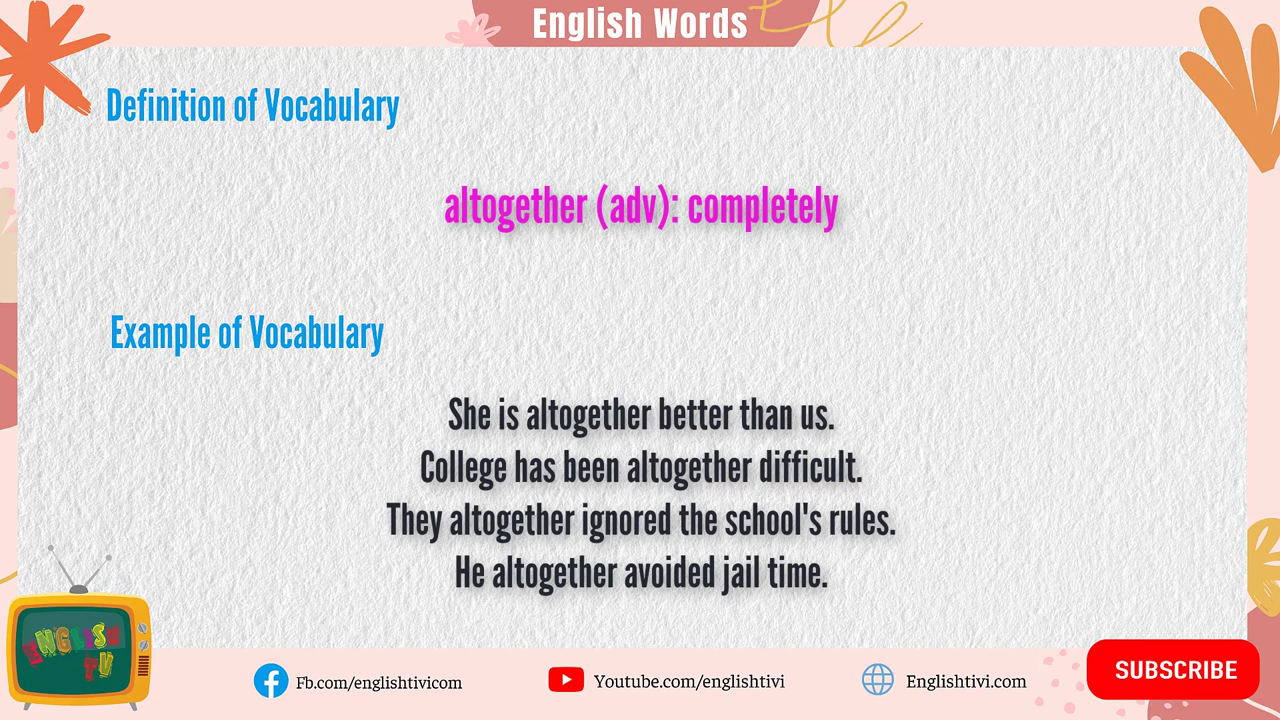 English Words
Definition of Vocabulary
altogether (adv): completely
Example of Vocabulary
She is altogether better than us.
College has been altogether difficult.
They altogether ignored the school's rules.
He altogether avoided jail time.
ENGLISH
TV
Fb.com/englishtivicom
Youtube.com/englishtivi
Englishtivi.com
SUBSCRIBE